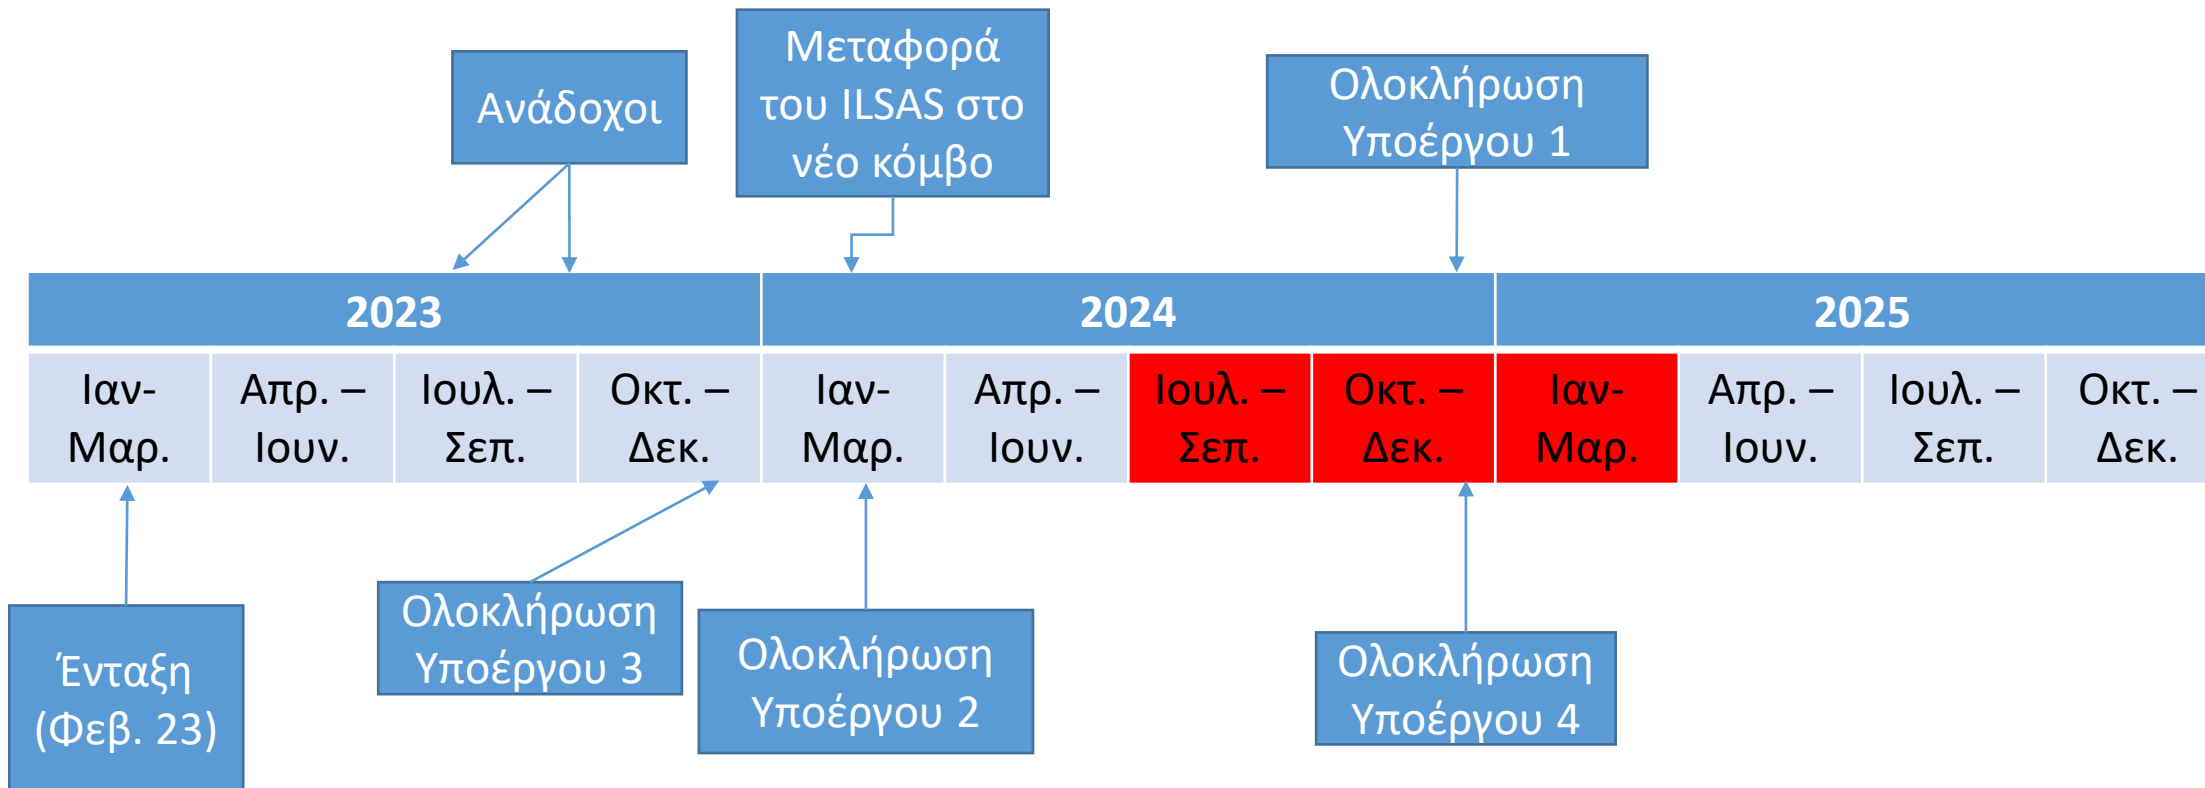 Ανάδοχοι
Μεταφορά
του ILSAS στο
νέο κόμβο
Ολοκλήρωση
Υποέργου 1
2023
2024
2025
Ιαν-
Μαρ.
Απρ. –
Ιουν.
Ιουλ. –
Σεπ.
Οκτ. –
Δεκ.
Ιαν-
Μαρ.
Απρ. –
Ιουν.
Ιουλ. –
Σεπ.
Οκτ. –
Δεκ.
Ιαν-
Μαρ.
Απρ. –
Ιουν.
Ιουλ. –
Σεπ.
Οκτ. –
Δεκ.
Ένταξη
(Φεβ. 23)
Ολοκλήρωση
Υποέργου 3
Ολοκλήρωση
Υποέργου 2
Ολοκλήρωση
Υποέργου 4